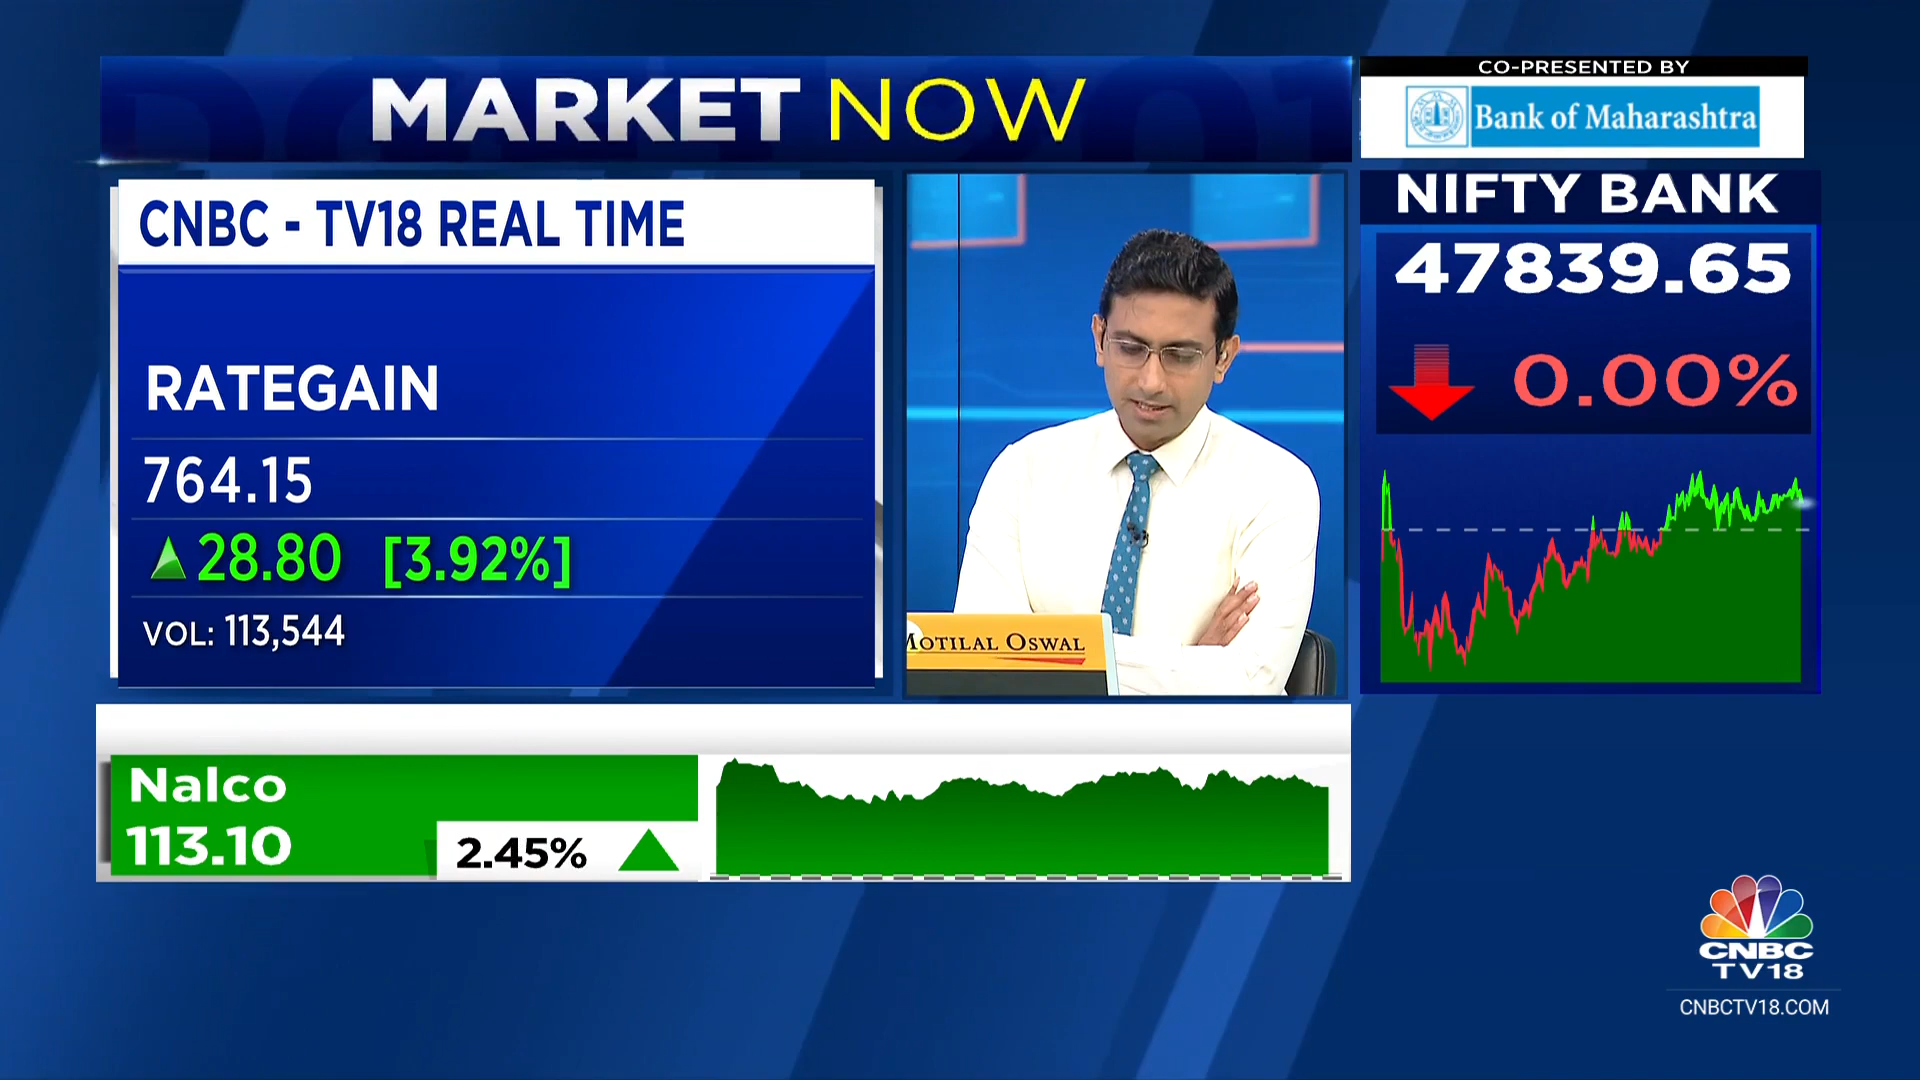 MARKET NOW
CO-PRESENTED BY
Bank of Maharashtra
CNBC - TV18 REAL TIME
RATEGAIN
764.15
28.80 [3.92%]
VOL: 113,544
MOTILAL OSWAL
NIFTY BANK
47839.65
0.00%
Nalco
113.10
2.45%
CNBC
TV18
CNBCTV18.COM